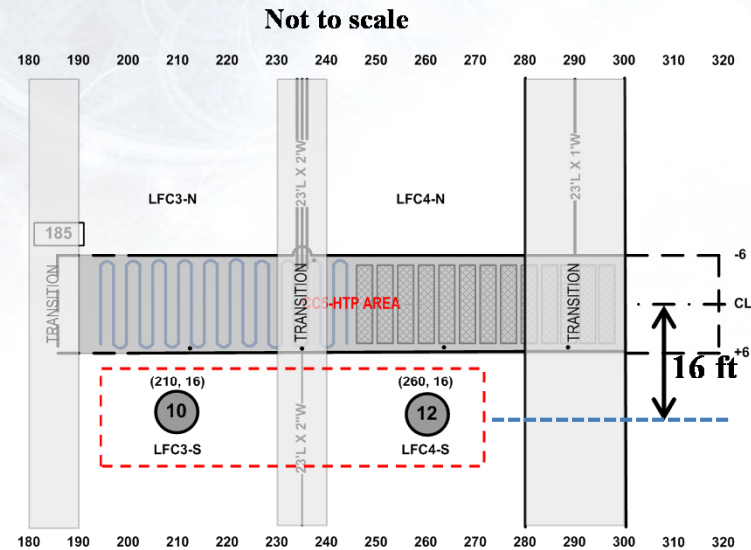 Not to scale
180 190 200 210 220 230 240 250 260 270 280 290 300 310 320
23'L X 2'W
23'L X 1'W
LFC3-N
LFC4-N
185
-6
TRANSITION
TRANSITION
CC5-HTP AREA
TRANSITION
CL
+6
16 ft
(210, 16)
(260, 16)
10
12
23'L X 2"W
LFC3-S
LFC4-S
180 190 200 210 220 230 240 250 260 270 280 290 300 310 320